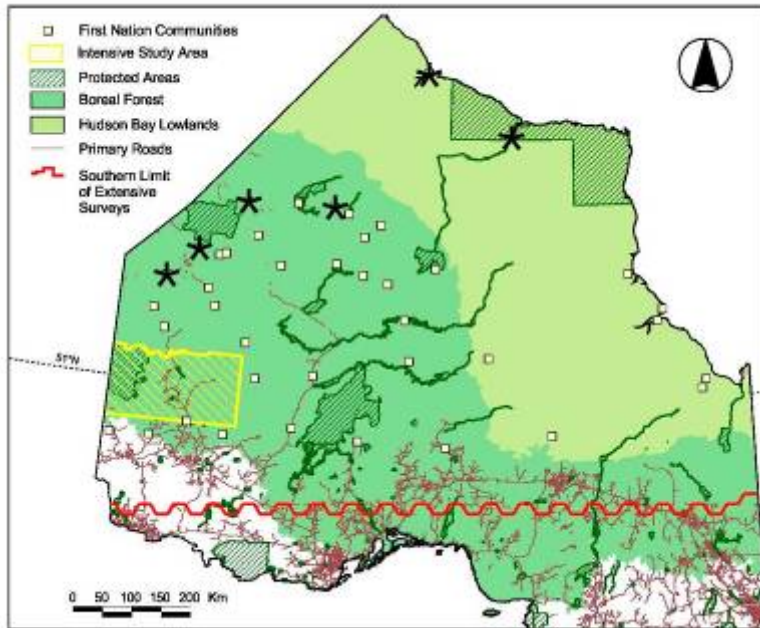 First Nation Communities
Intensive Study Area
Protected Areas
Boreal Forest
Hudson Bay Lowlands
Primary Roads
Southern Limit
of Extensive
Surveys
51°N
0 50 100 150 200 Km